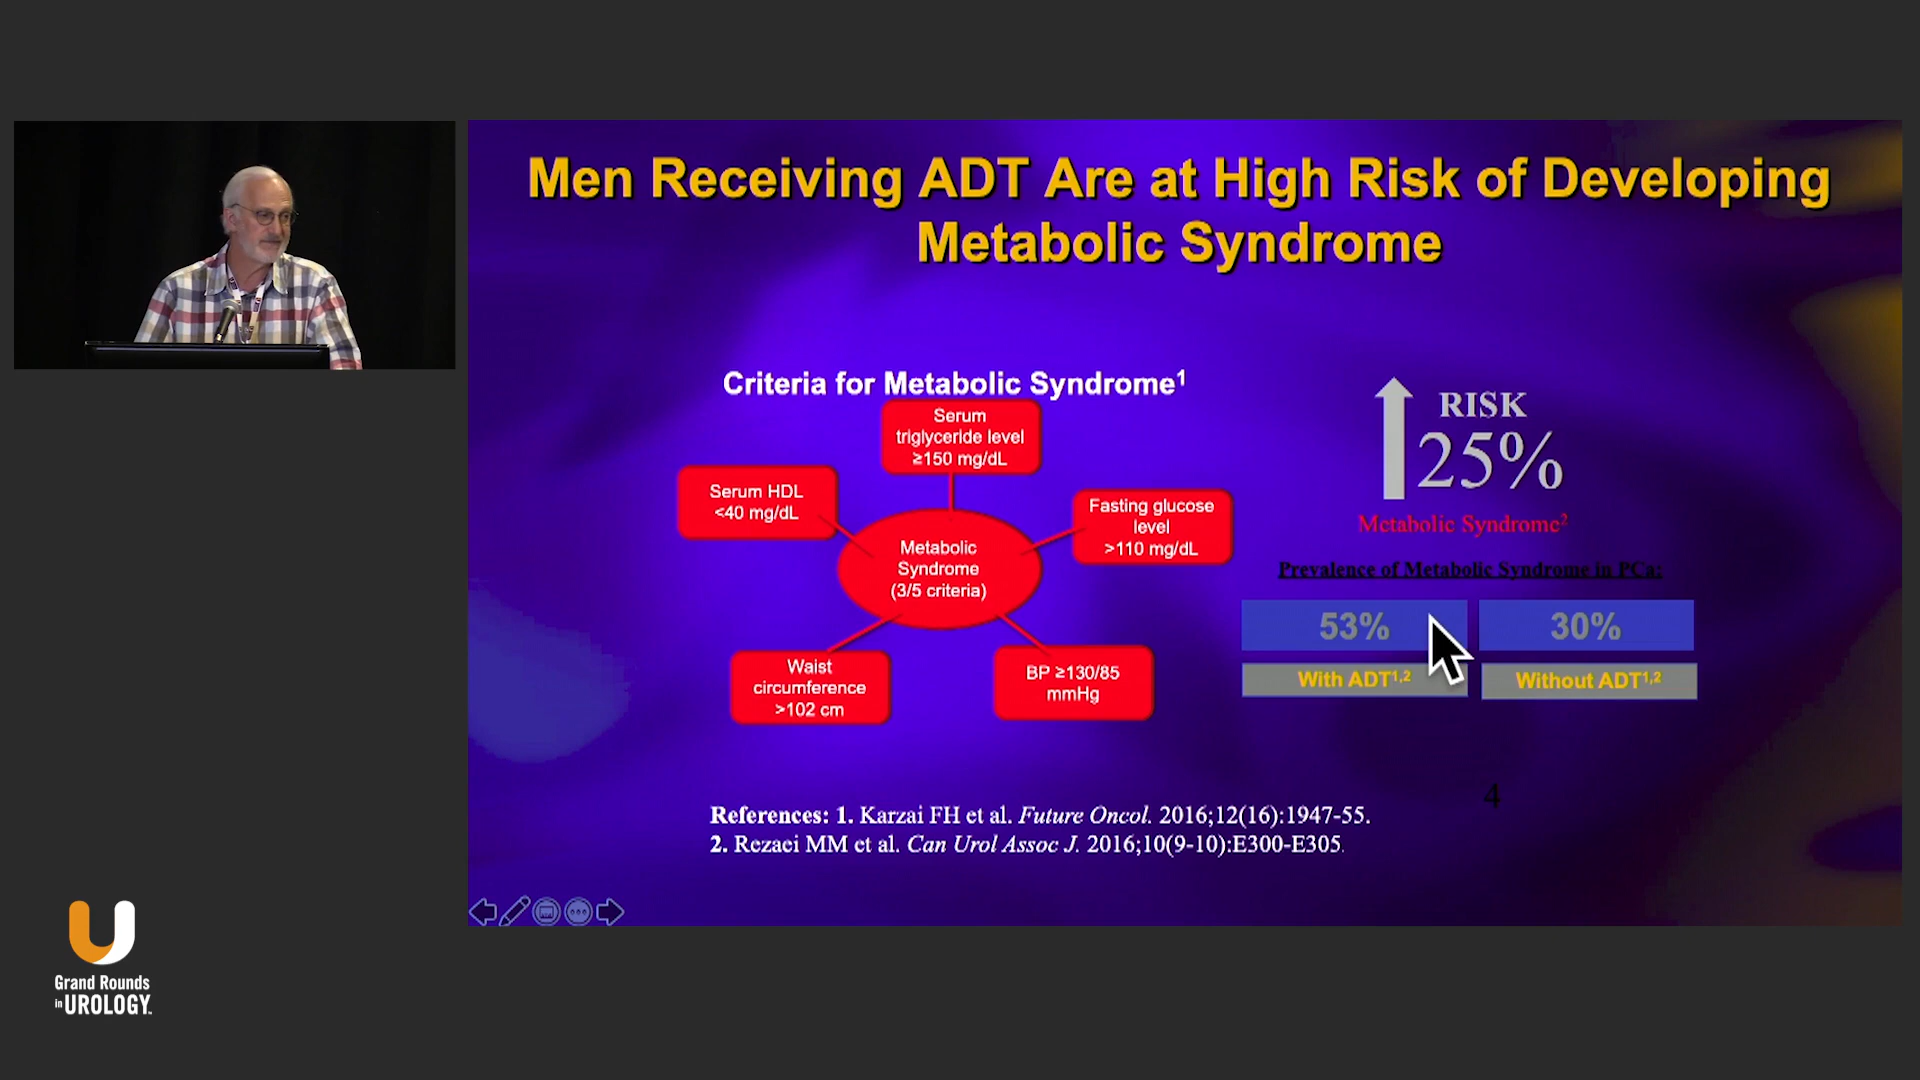 Men Receiving ADT Are at High Risk of Developing
Metabolic Syndrome
Criteria for Metabolic Syndrome¹
Serum
triglyceride level
≥150 mg/dL
Serum HDL
<40 mg/dL
Fasting glucose
level
>110 mg/dL
Metabolic
Syndrome
(3/5 criteria)
Waist
circumference
>102 cm
BP ≥130/85
mmHg
RISK
25%
Metabolic Syndrome²
Prevalence of Metabolic Syndrome in PCa:
53%
30%
With ADT¹,²
Without ADT¹,²
4
References: 1. Karzai FH et al. Future Oncol. 2016;12(16):1947-55.
2. Rezaei MM et al. Can Urol Assoc J. 2016;10(9-10):E300-E305.
Grand Rounds
in UROLOGY™